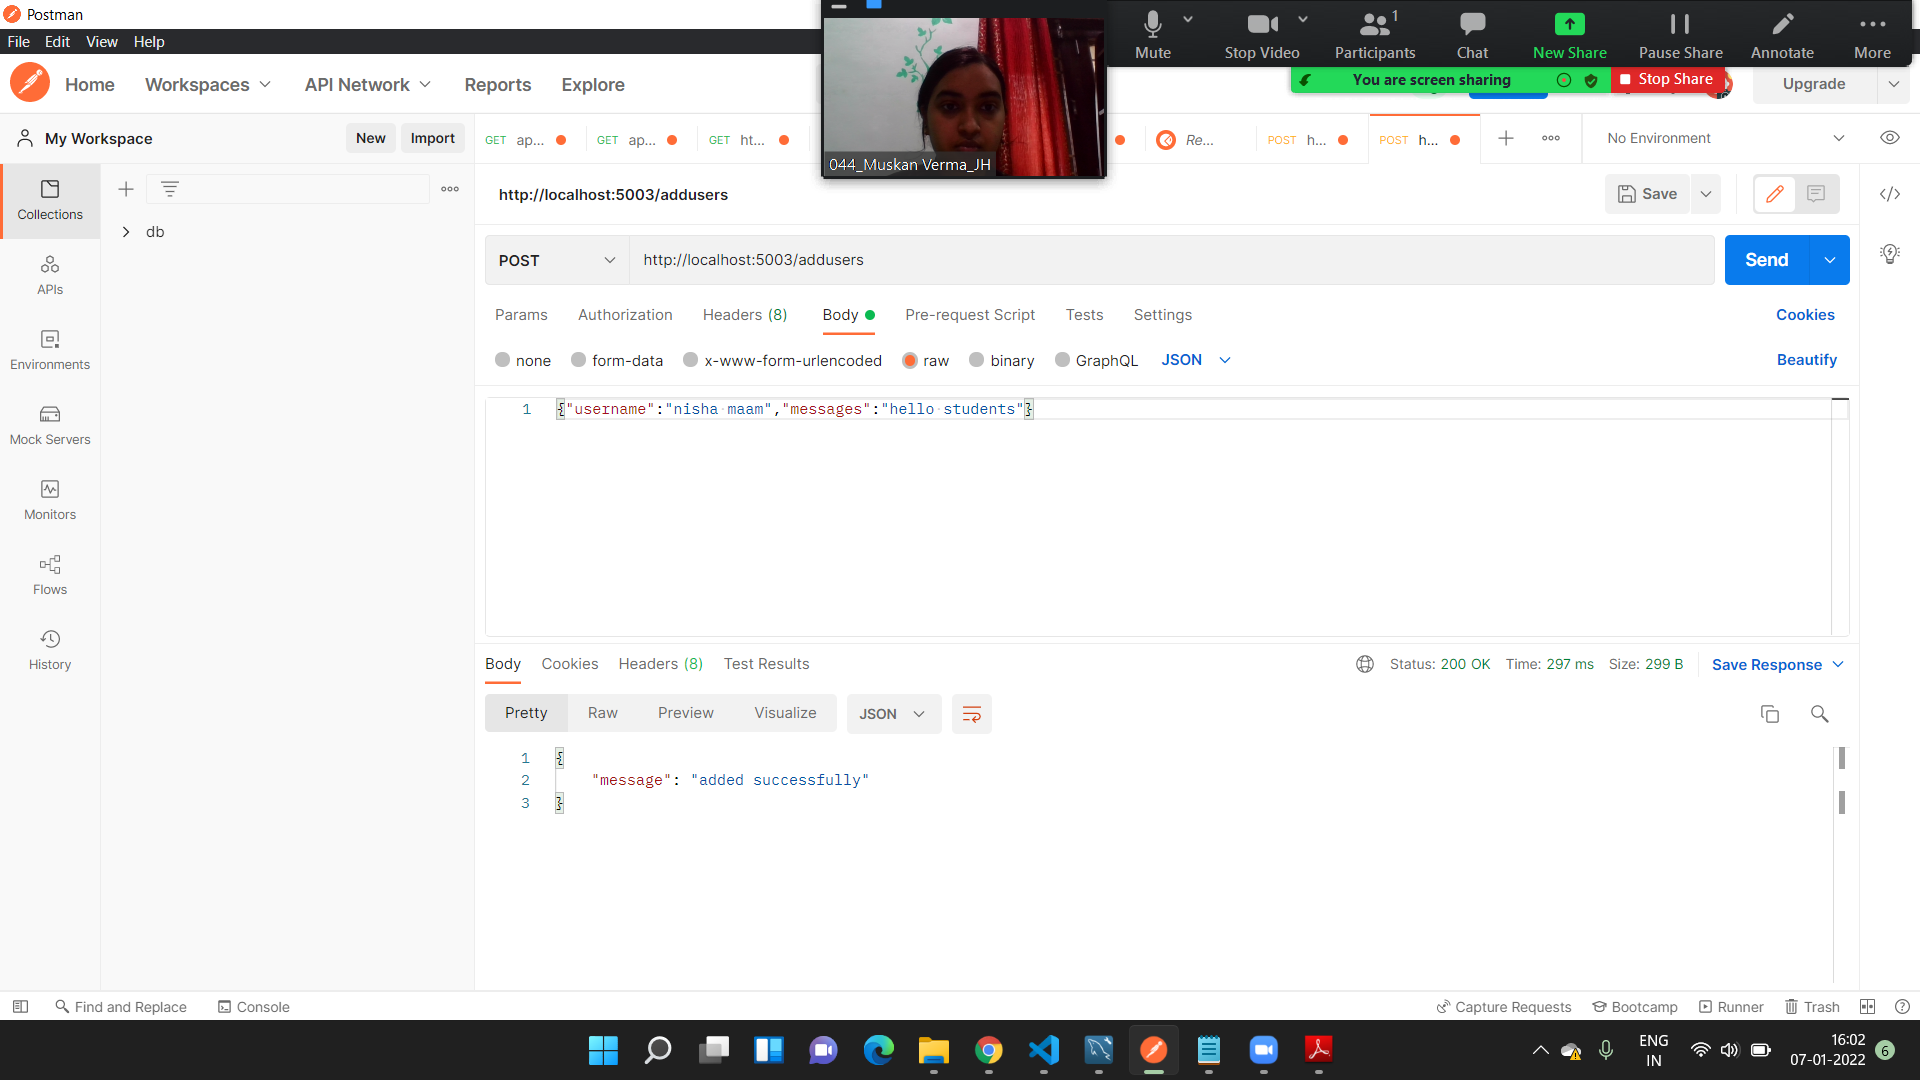 Postman
File Edit View Help
Mute Stop Video Participants 1 Chat New Share Pause Share Annotate More
You are screen sharing Stop Share
Home Workspaces API Network Reports Explore Upgrade
044_Muskan Verma_JH
My Workspace New Import
GET ap... GET ap... GET ht... Re... POST h... POST h... No Environment
Collections
APIs
Environments
Mock Servers
Monitors
Flows
History
db
http://localhost:5003/addusers Save
POST http://localhost:5003/addusers Send
Params Authorization Headers (8) Body Pre-request Script Tests Settings Cookies
none form-data x-www-form-urlencoded raw binary GraphQL JSON Beautify
1 {"username":"nisha maam","messages":"hello students"}
Body Cookies Headers (8) Test Results Status: 200 OK Time: 297 ms Size: 299 B Save Response
Pretty Raw Preview Visualize JSON
1 {
2 "message": "added successfully"
3 }
Find and Replace Console Capture Requests Bootcamp Runner Trash
ENG
IN
16:02
07-01-2022
6